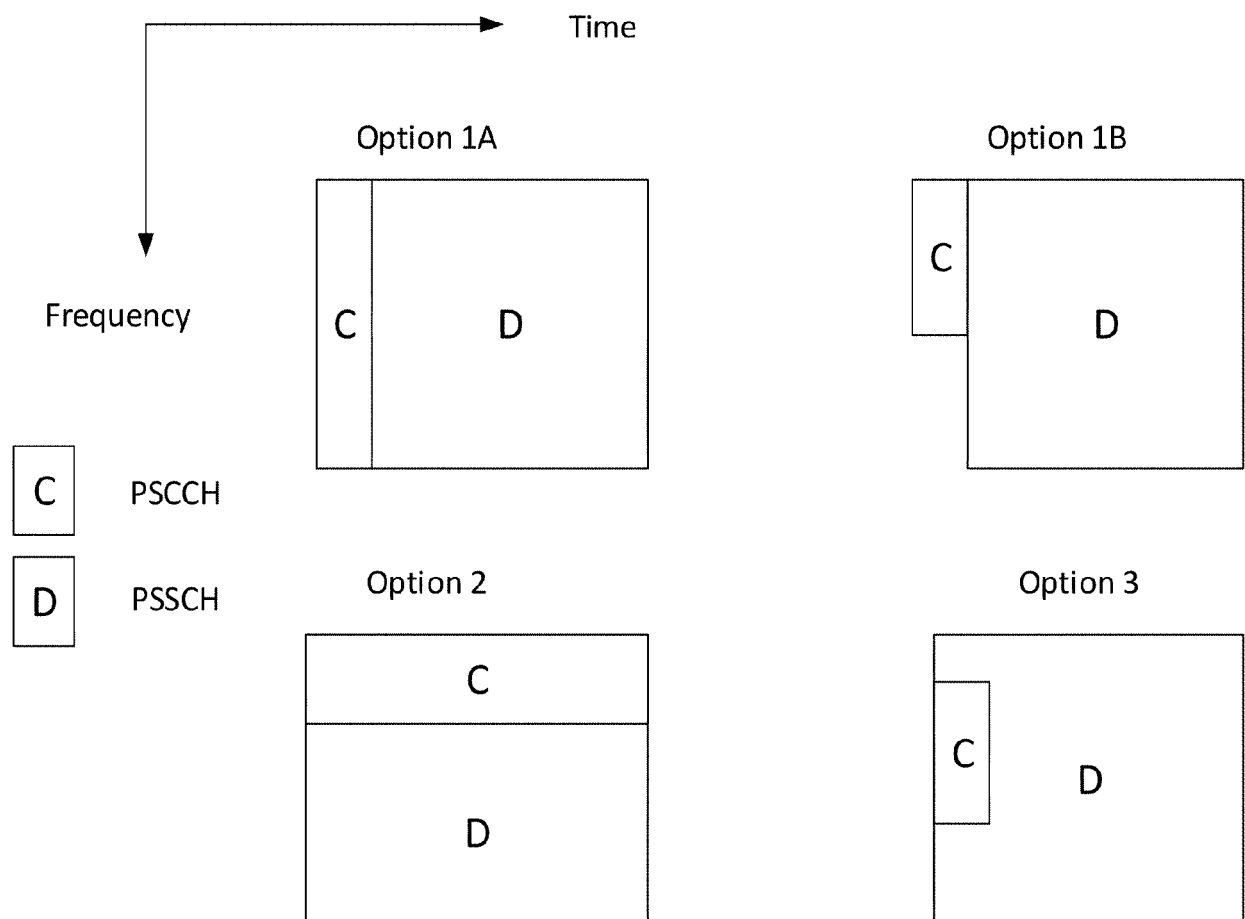 Time
Option 1A
Option 1B
C
D
C
D
Frequency
C
PSCCH
D
PSSCH
Option 2
Option 3
C
D
C
D